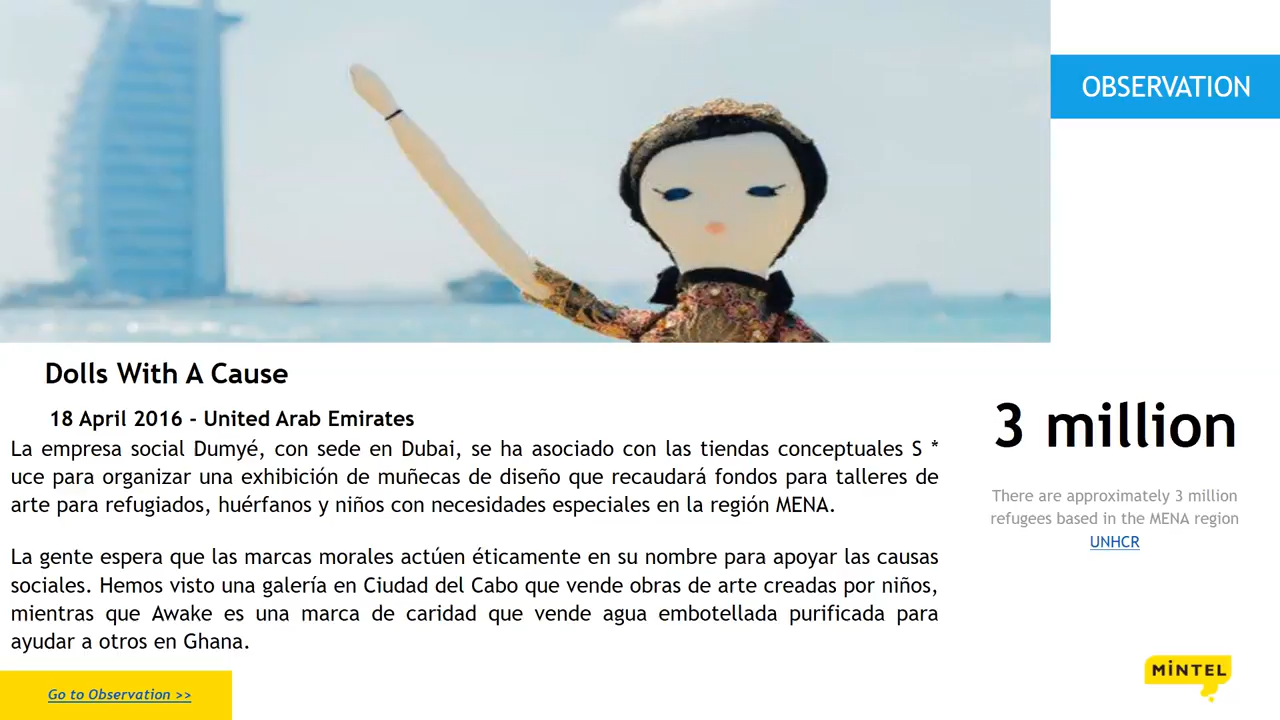 OBSERVATION
Dolls With A Cause
18 April 2016 - United Arab Emirates
La empresa social Dumyé, con sede en Dubai, se ha asociado con las tiendas conceptuales S *
uce para organizar una exhibición de muñecas de diseño que recaudará fondos para talleres de
arte para refugiados, huérfanos y niños con necesidades especiales en la región MENA.
La gente espera que las marcas morales actúen éticamente en su nombre para apoyar las causas
sociales. Hemos visto una galería en Ciudad del Cabo que vende obras de arte creadas por niños,
mientras que Awake es una marca de caridad que vende agua embotellada purificada para
ayudar a otros en Ghana.
3 million
There are approximately 3 million
refugees based in the MENA region
UNHCR
Go to Observation >>
MiNTEL